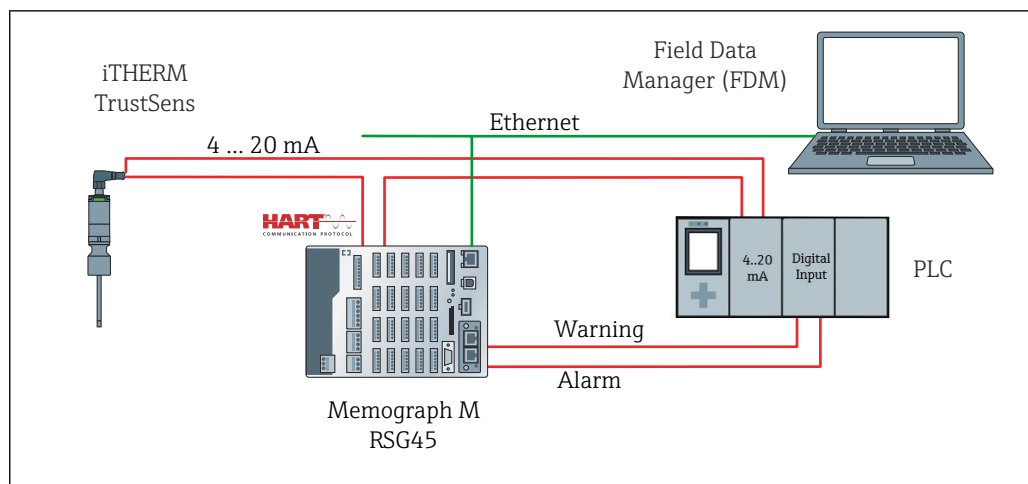 iTHERM
TrustSens
Field Data
Manager (FDM)
Ethernet
4 ... 20 mA
HART
COMMUNICATION PROTOCOL
4..20
mA
Digital
Input
PLC
Warning
Alarm
Memograph M
RSG45